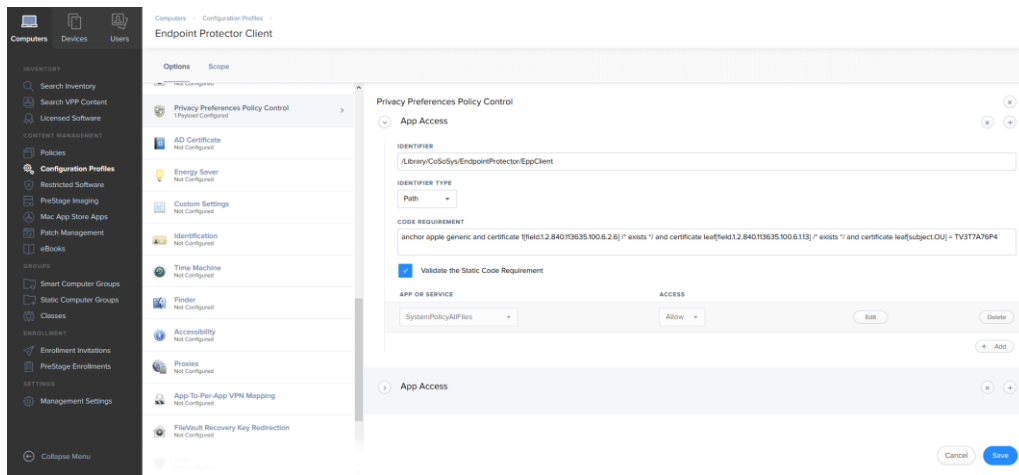 Computers
Devices
Users
INVENTORY
Search Inventory
Search VPP Content
Licensed Software
CONTENT MANAGEMENT
Policies
Configuration Profiles
Restricted Software
PreStage Imaging
Mac App Store Apps
Patch Management
eBooks
GROUPS
Smart Computer Groups
Static Computer Groups
Classes
ENROLLMENT
Enrollment Invitations
PreStage Enrollments
SETTINGS
Management Settings
Collapse Menu
Computers > Configuration Profiles >
Endpoint Protector Client
Options
Scope
Not Configured
Privacy Preferences Policy Control
1 Payload Configured
AD Certificate
Not Configured
Energy Saver
Not Configured
Custom Settings
Not Configured
Identification
Not Configured
Time Machine
Not Configured
Finder
Not Configured
Accessibility
Not Configured
Proxies
Not Configured
App-To-Per-App VPN Mapping
Not Configured
FileVault Recovery Key Redirection
Not Configured
Privacy Preferences Policy Control
App Access
IDENTIFIER
/Library/CoSoSys/EndpointProtector/EppClient
IDENTIFIER TYPE
Path
CODE REQUIREMENT
anchor apple generic and certificate 1[field.1.2.840.113635.100.6.2.6] /* exists */ and certificate leaf[field.1.2.840.113635.100.6.1.13] /* exists */ and certificate leaf[subject.OU] = TV3T7A76P4
Validate the Static Code Requirement
APP OR SERVICE
ACCESS
SystemPolicyAllFiles
Allow
Edit
Delete
+ Add
App Access
Cancel
Save